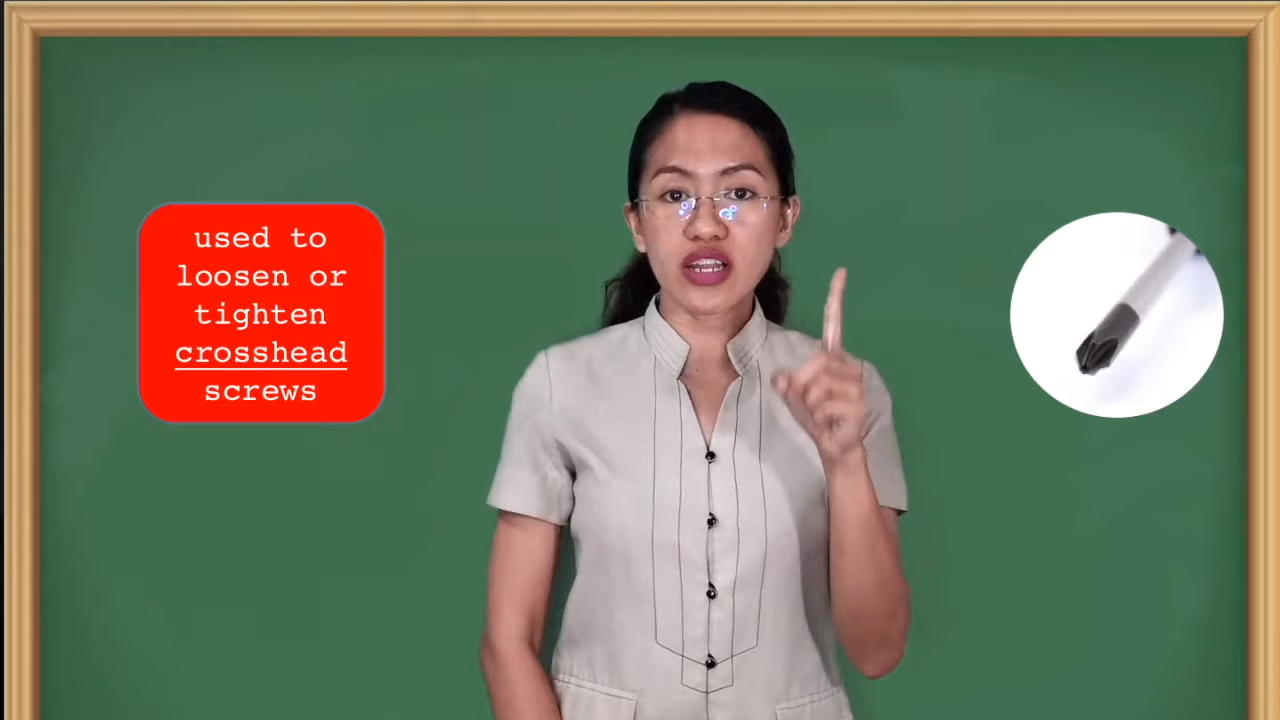 used to
loosen or
tighten
crosshead
screws